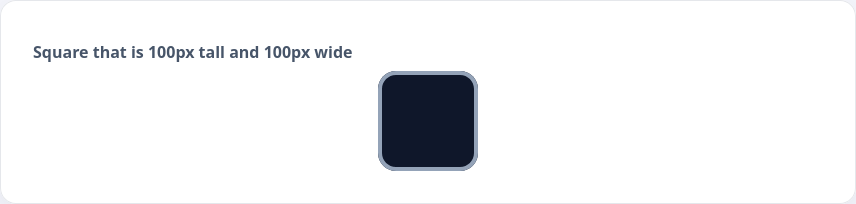 Square that is 100px tall and 100px wide